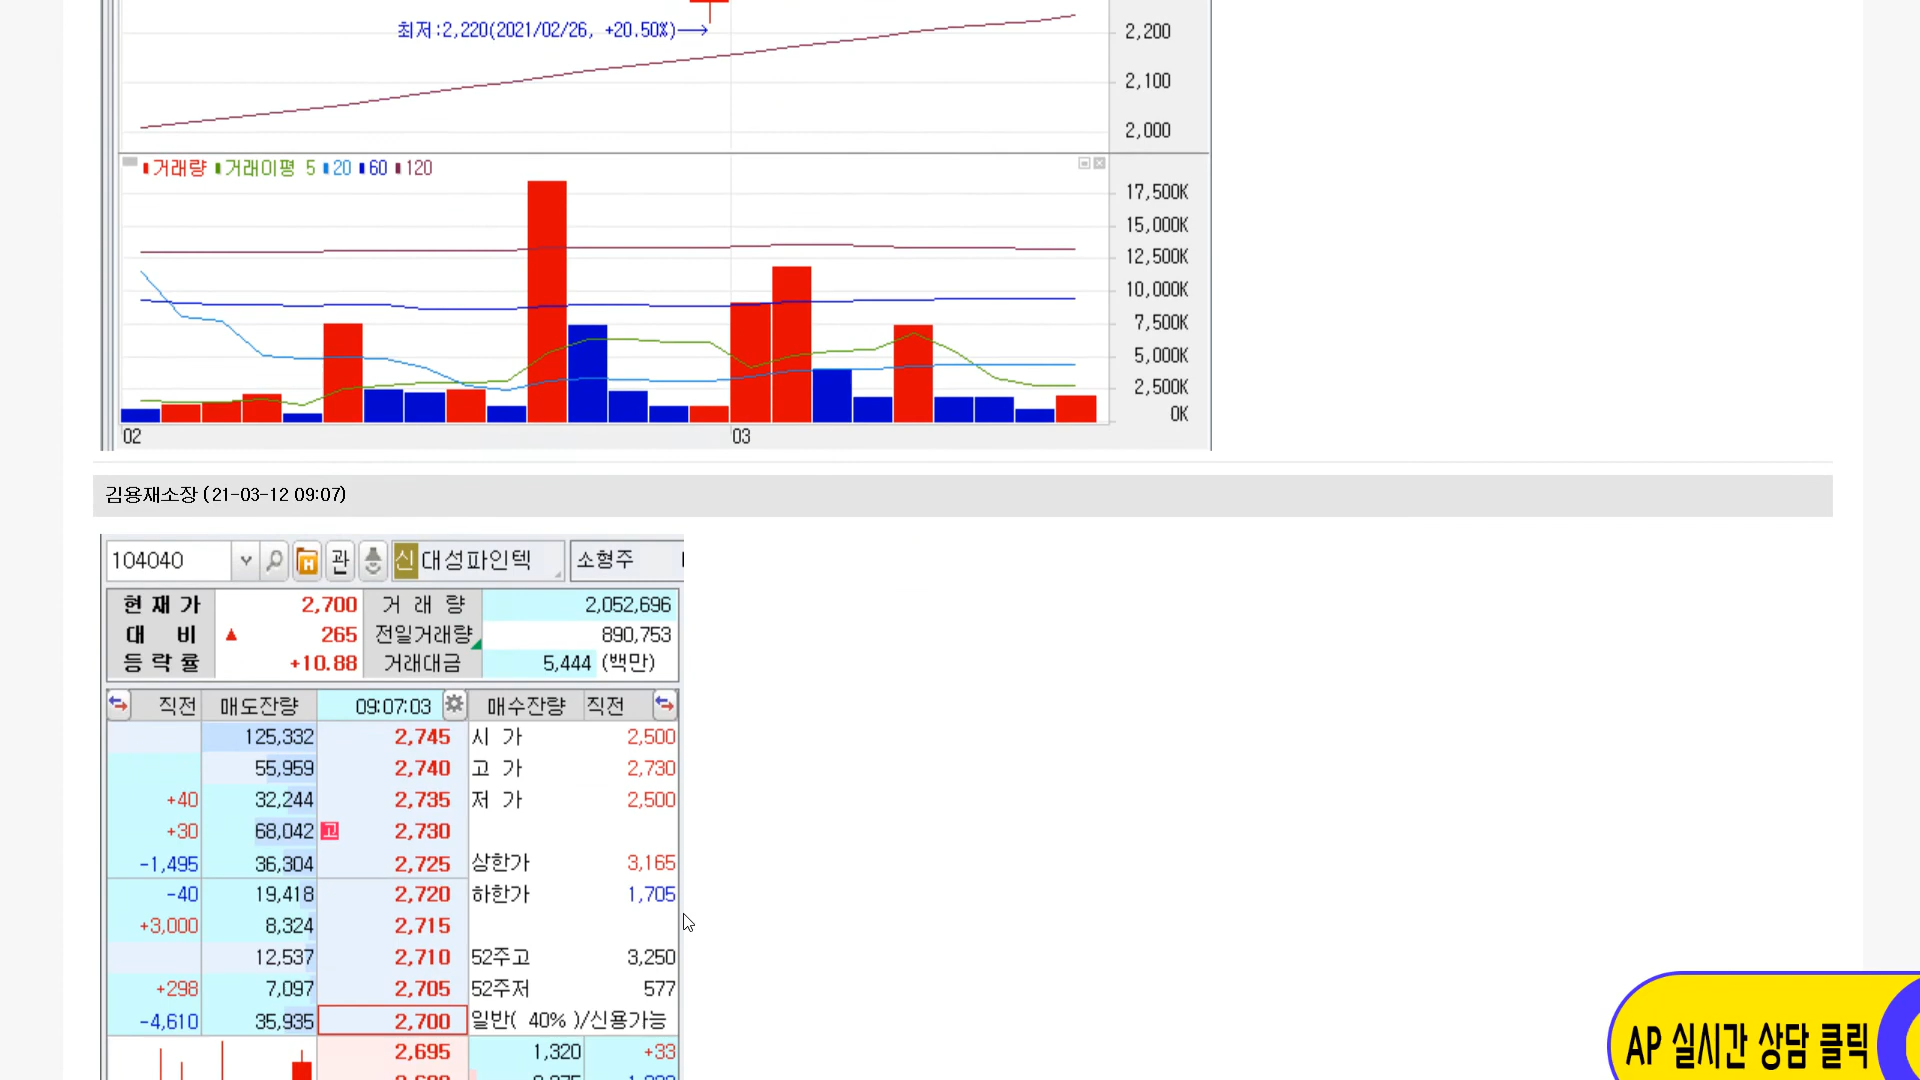 최저:2,220(2021/02/26, +20.50%)
2,200
2,100
2,000
거래량 거래이평 5 20 60 120
17,500K
15,000K
12,500K
10,000K
7,500K
5,000K
2,500K
0K
02 03
김용재소장 (21-03-12 09:07)
104040 관 신 대성파인텍 소형주
현재가 2,700 거래량 2,052,696
대비 ▲ 265 전일거래량 890,753
등락률 +10.88 거래대금 5,444 (백만)
직전 매도잔량 09:07:03 매수잔량 직전
125,332 2,745 시가 2,500
55,959 2,740 고가 2,730
+40 32,244 2,735 저가 2,500
+30 68,042 고 2,730
-1,495 36,304 2,725 상한가 3,165
-40 19,418 2,720 하한가 1,705
+3,000 8,324 2,715
12,537 2,710 52주고 3,250
+298 7,097 2,705 52주저 577
-4,610 35,935 2,700 일반( 40% )/신용가능
2,695 1,320 +33
AP 실시간 상담 클릭